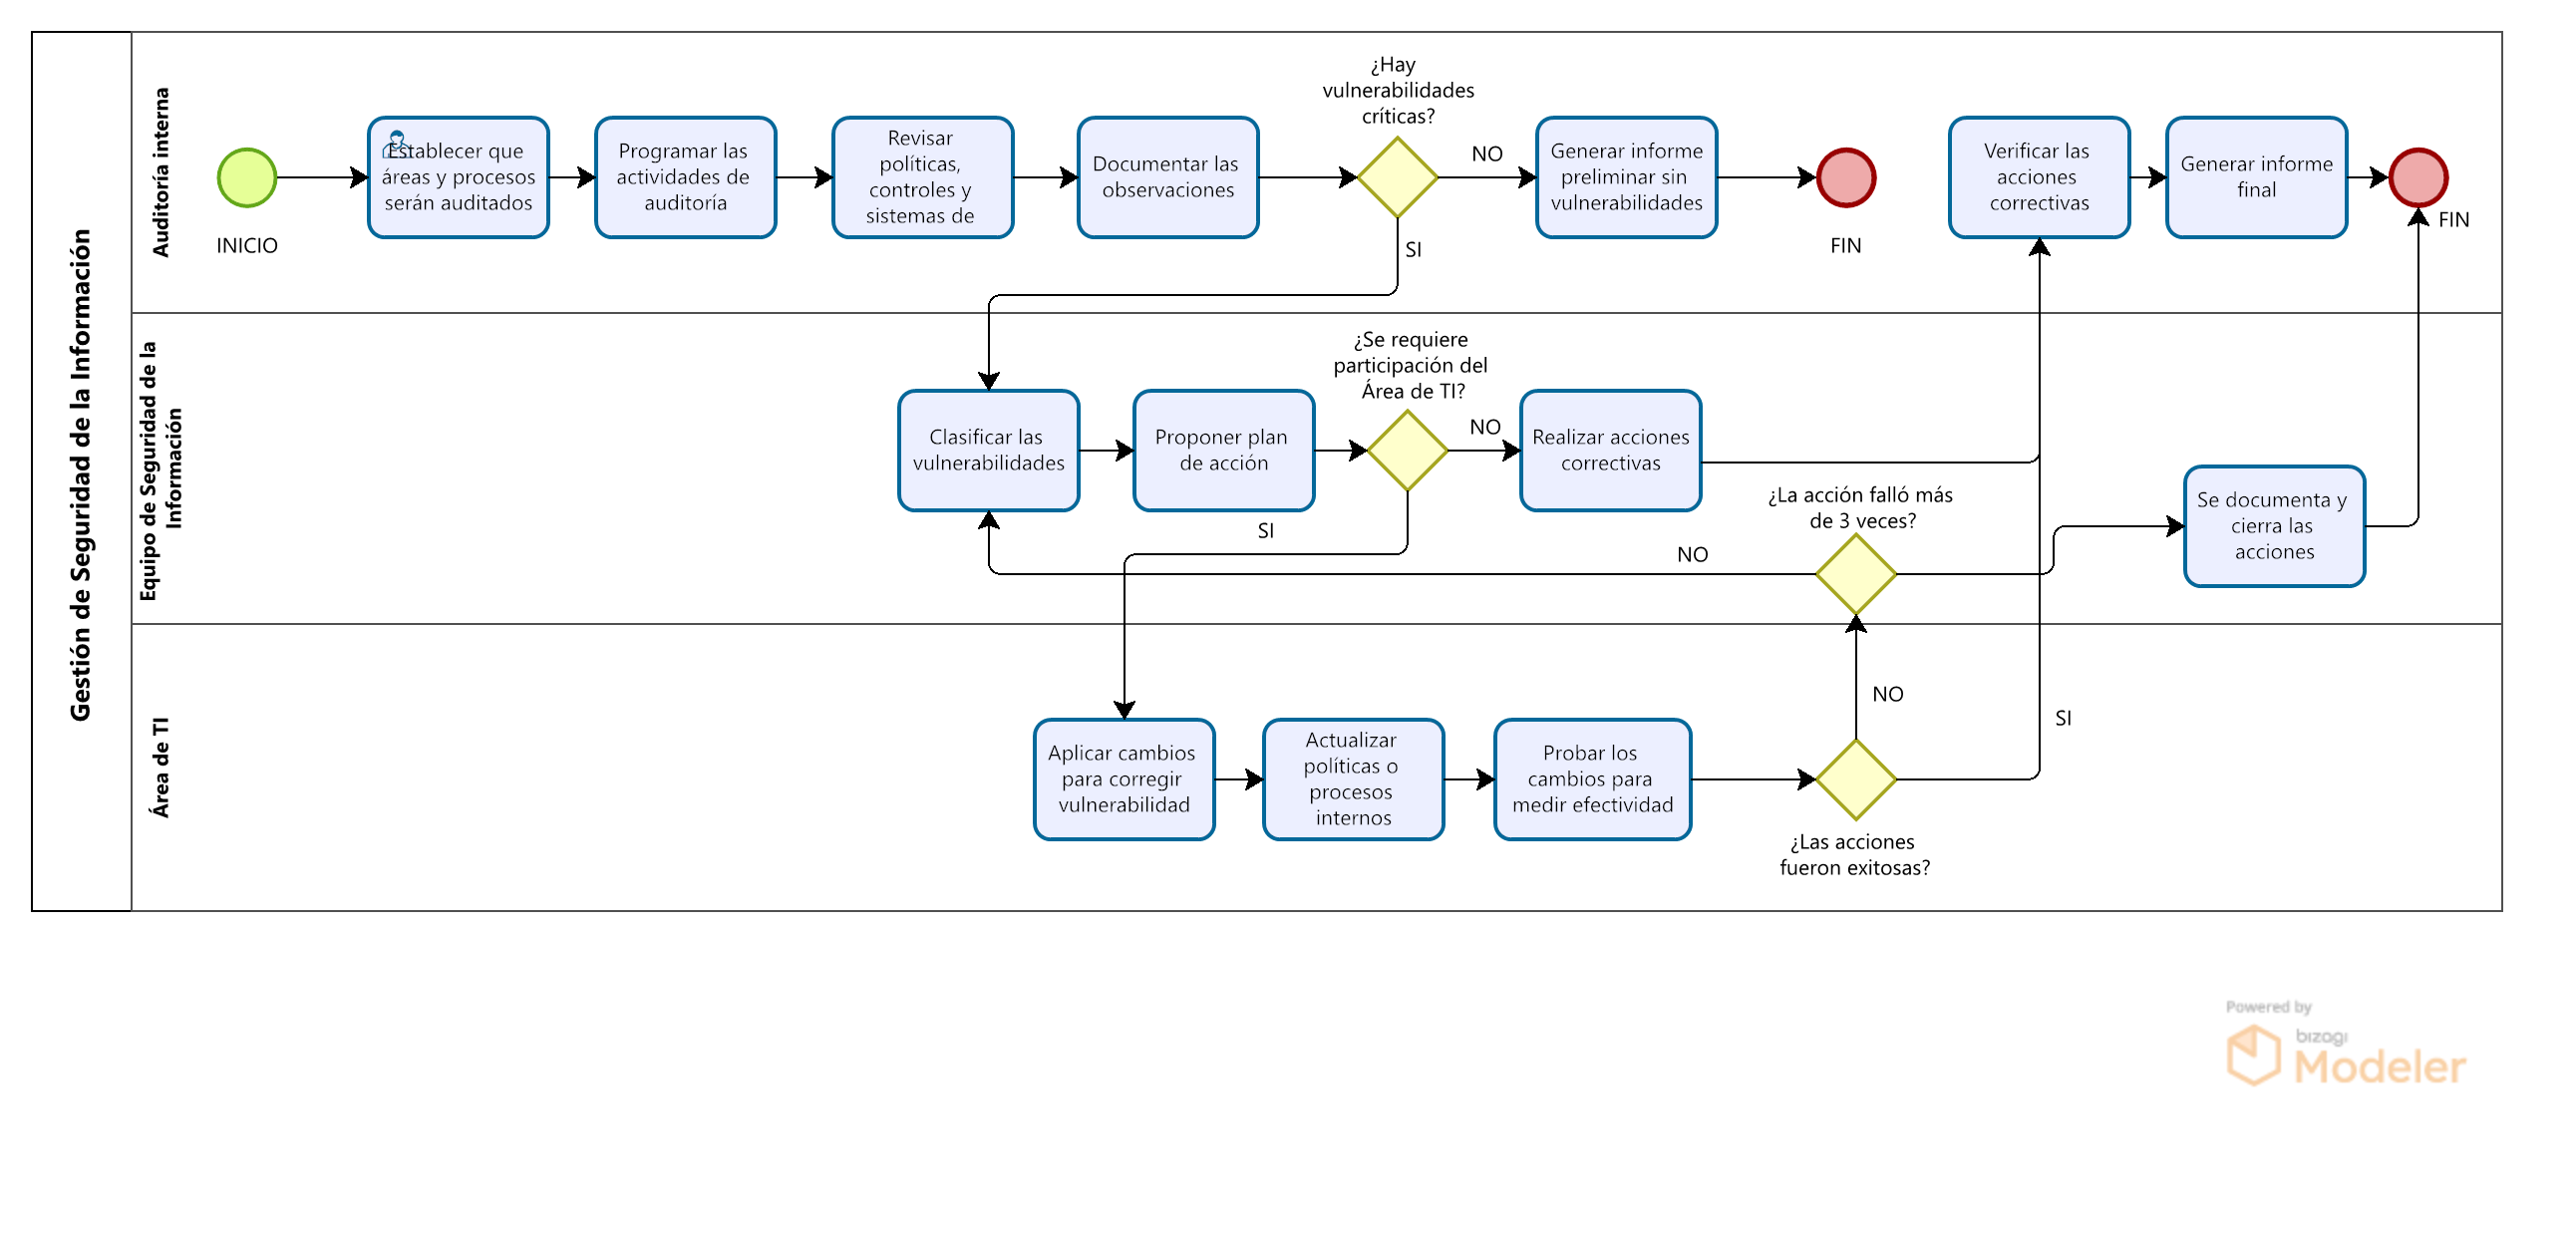 Gestión de Seguridad de la Información
Auditoría interna
INICIO
Establecer que
áreas y procesos
serán auditados
Programar las
actividades de
auditoría
Revisar
políticas,
controles y
sistemas de
Documentar las
observaciones
¿Hay
vulnerabilidades
críticas?
NO
SI
Generar informe
preliminar sin
vulnerabilidades
FIN
Verificar las
acciones
correctivas
Generar informe
final
FIN
Equipo de Seguridad de la
Información
Clasificar las
vulnerabilidades
Proponer plan
de acción
¿Se requiere
participación del
Área de TI?
NO
SI
Realizar acciones
correctivas
¿La acción falló más
de 3 veces?
NO
Se documenta y
cierra las
acciones
Área de TI
Aplicar cambios
para corregir
vulnerabilidad
Actualizar
políticas o
procesos
internos
Probar los
cambios para
medir efectividad
NO
SI
¿Las acciones
fueron exitosas?
Powered by
bizagi
Modeler